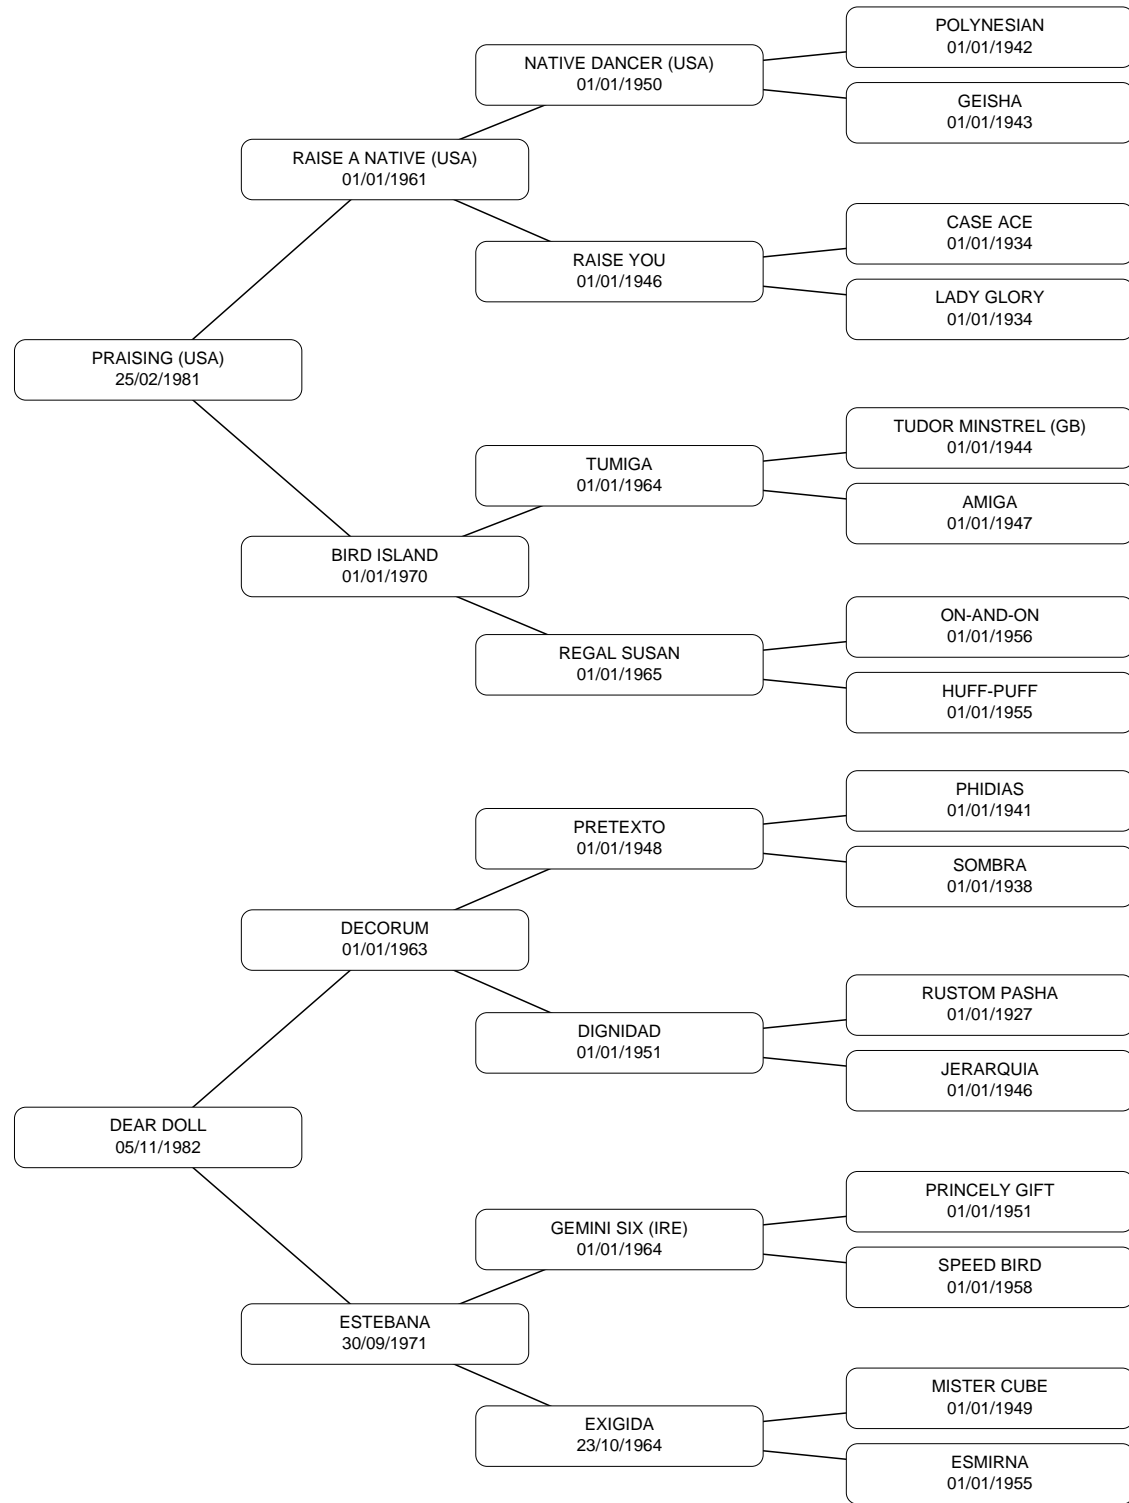 POLYNESIAN
01/01/1942
NATIVE DANCER (USA)
01/01/1950
GEISHA
01/01/1943
RAISE A NATIVE (USA)
01/01/1961
CASE ACE
01/01/1934
RAISE YOU
01/01/1946
LADY GLORY
01/01/1934
PRAISING (USA)
25/02/1981
TUDOR MINSTREL (GB)
01/01/1944
TUMIGA
01/01/1964
AMIGA
01/01/1947
BIRD ISLAND
01/01/1970
ON-AND-ON
01/01/1956
REGAL SUSAN
01/01/1965
HUFF-PUFF
01/01/1955
PHIDIAS
01/01/1941
PRETEXTO
01/01/1948
SOMBRA
01/01/1938
DECORUM
01/01/1963
RUSTOM PASHA
01/01/1927
DIGNIDAD
01/01/1951
JERARQUIA
01/01/1946
DEAR DOLL
05/11/1982
PRINCELY GIFT
01/01/1951
GEMINI SIX (IRE)
01/01/1964
SPEED BIRD
01/01/1958
ESTEBANA
30/09/1971
MISTER CUBE
01/01/1949
EXIGIDA
23/10/1964
ESMIRNA
01/01/1955